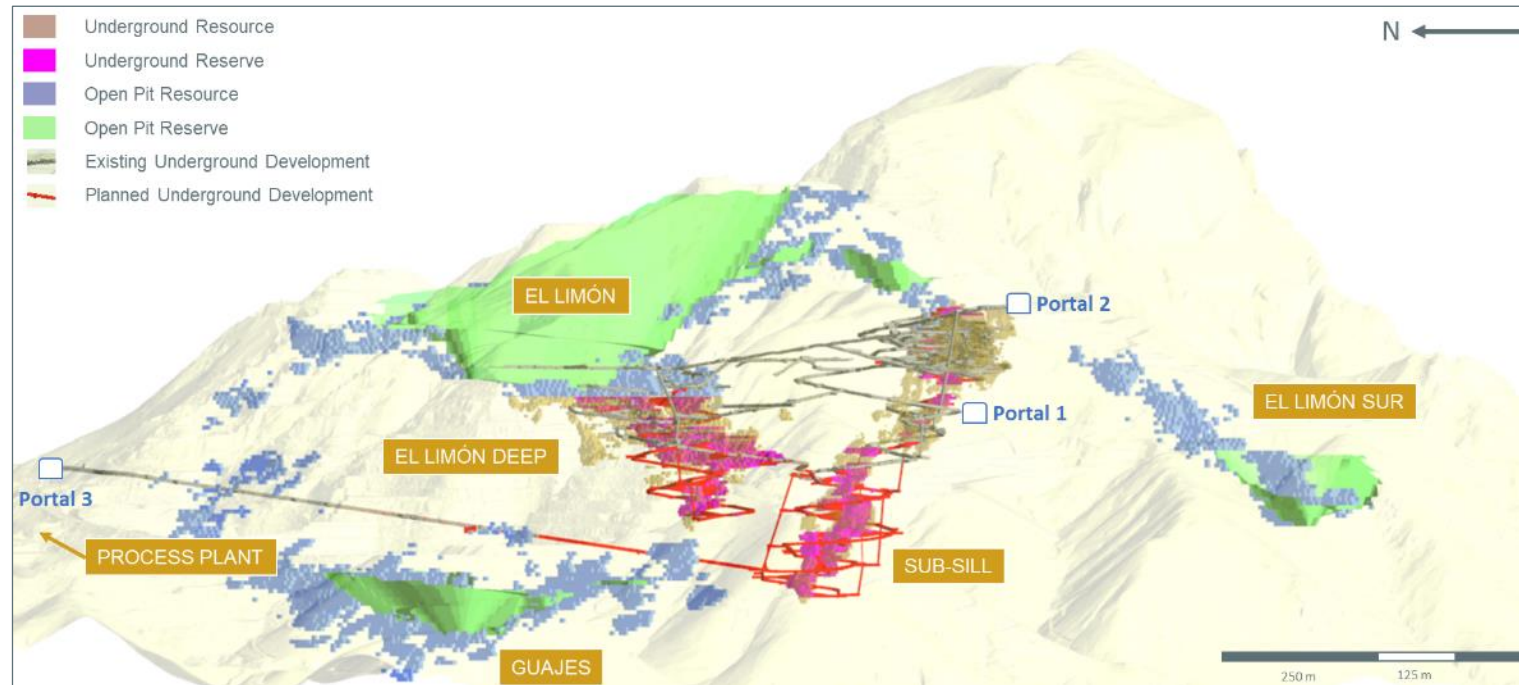 Underground Resource
Underground Reserve
Open Pit Resource
Open Pit Reserve
Existing Underground Development
Planned Underground Development
N
EL LIMÓN
Portal 2
Portal 1
EL LIMÓN SUR
EL LIMÓN DEEP
Portal 3
PROCESS PLANT
SUB-SILL
GUAJES
250 m
125 m